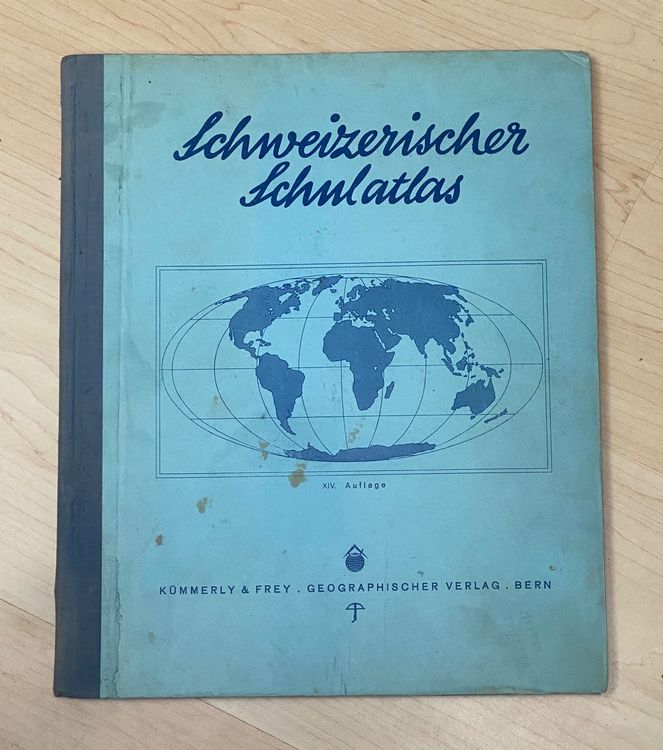 Schweizerischer
Schulatlas
XIV. Auflage
KÜMMERLY & FREY . GEOGRAPHISCHER VERLAG . BERN